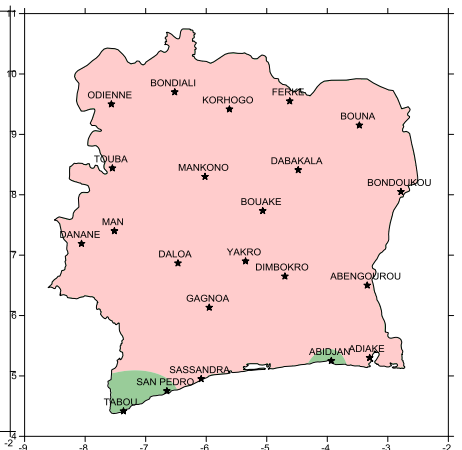 11
10
BONDIALI
ODIENNE
KORHOGO
FERKE
BOUNA
9
TOUBA
MANKONO
DABAKALA
8
BONDOUKOU
BOUAKE
MAN
DANANE
7
DALOA
YAKRO
DIMBOKRO
ABENGOUROU
GAGNOA
6
ABIDJAN
ADIAKE
SASSANDRA
5
SAN PEDRO
TABOU
4
-2
-9
-8
-7
-6
-5
-4
-3
-2